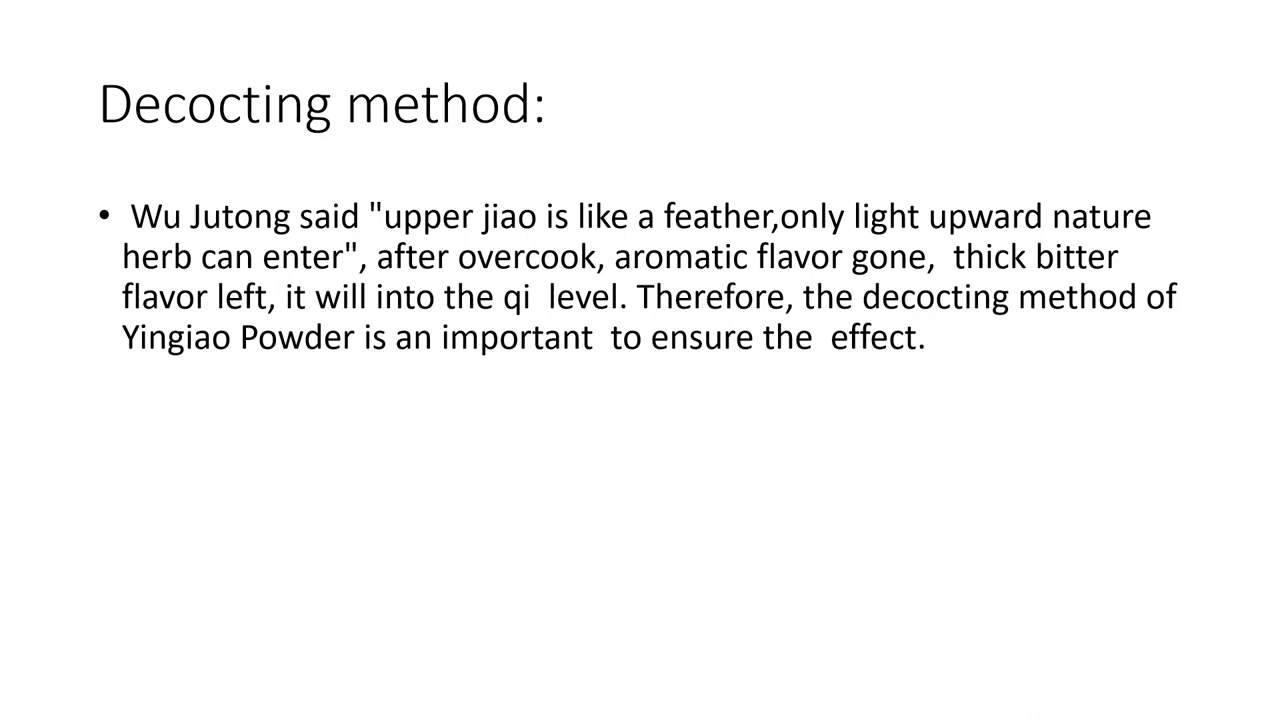 Decocting method:
• Wu Jutong said "upper jiao is like a feather,only light upward nature
herb can enter", after overcook, aromatic flavor gone,  thick bitter
flavor left, it will into the qi  level. Therefore, the decocting method of
Yingiao Powder is an important  to ensure the  effect.